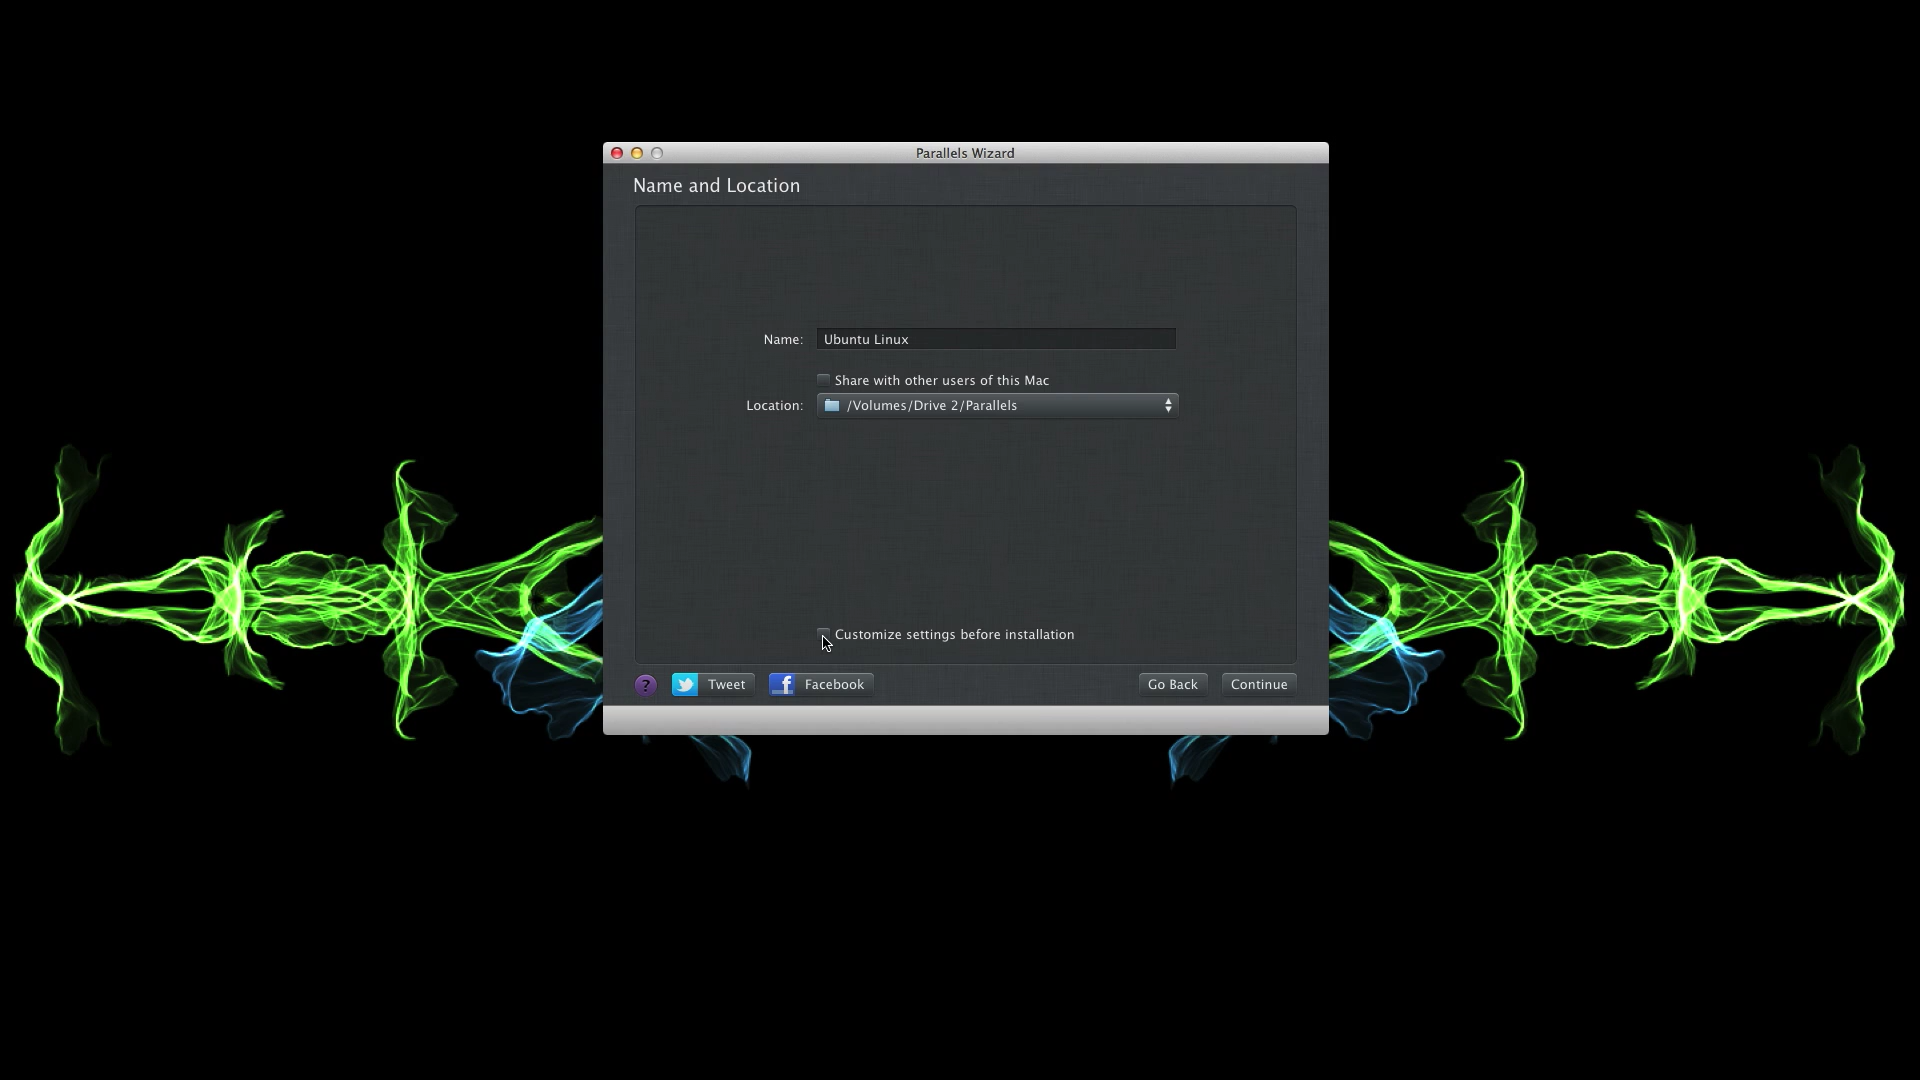 Parallels Wizard
Name and Location
Name: Ubuntu Linux
Share with other users of this Mac
Location: /Volumes/Drive 2/Parallels
Customize settings before installation
? Tweet f Facebook Go Back Continue